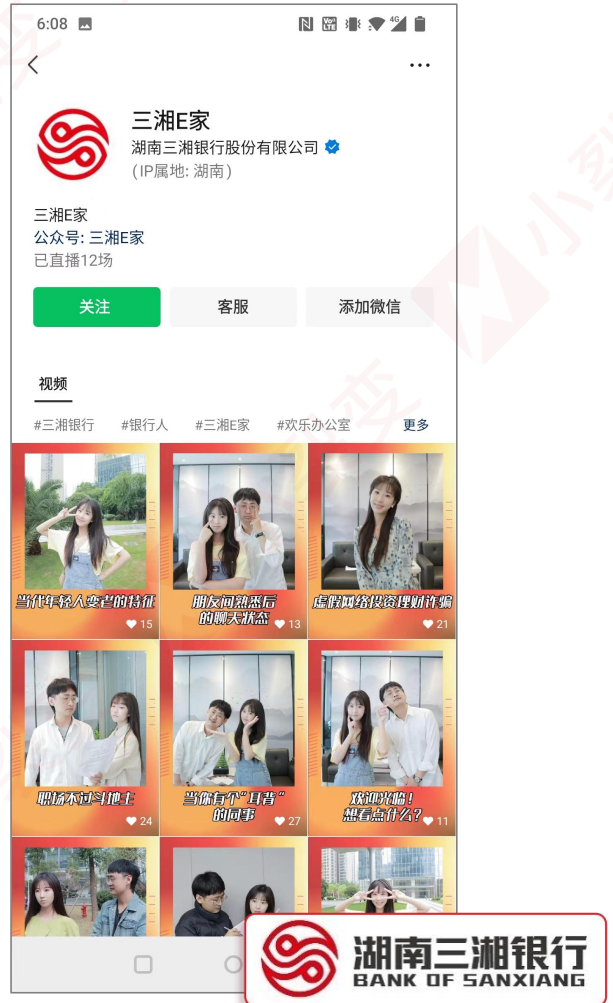 6:08
4G
三湘E家
湖南三湘银行股份有限公司
(IP属地: 湖南)
三湘E家
公众号: 三湘E家
已直播12场
关注
客服
添加微信
视频
#三湘银行
#银行人
#三湘E家
#欢乐办公室
更多
当代年轻人变老的特征
15
朋友间熟悉后
的聊天状态
13
虚假网络投资理财诈骗
21
职场不过斗地主
24
当你有个“耳背”
的同事
27
欢迎光临!
想看点什么?
11
湖南三湘银行
BANK OF SANXIANG